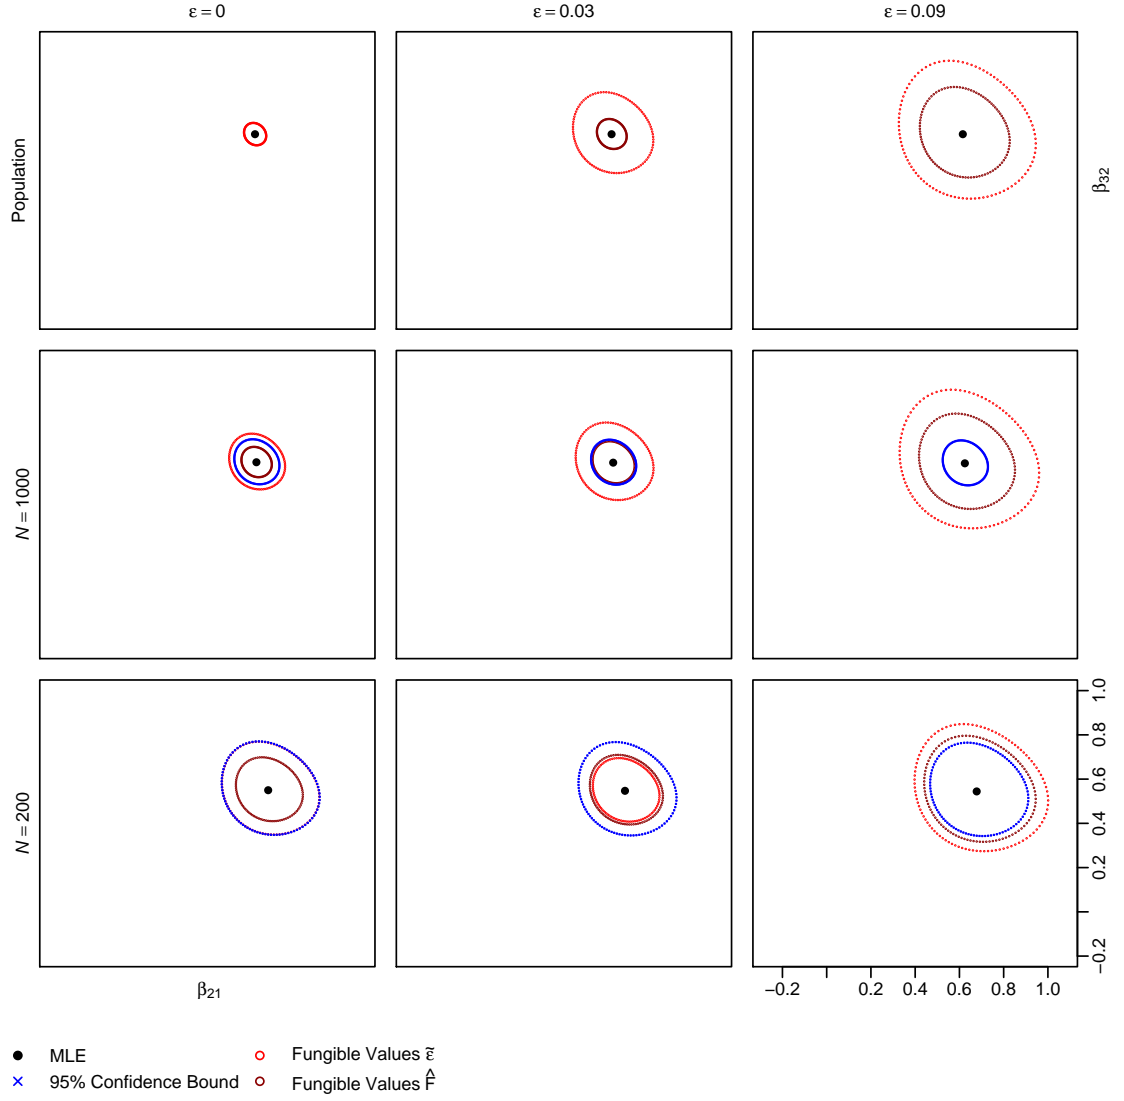 ε = 0
ε = 0.03
ε = 0.09
Population
β32
N = 1000
N = 200
1.0
0.8
0.6
0.4
0.2
−0.2
−0.2 0.2 0.4 0.6 0.8 1.0
β21
MLE
95% Confidence Bound
Fungible Values ε̃
Fungible Values F̂